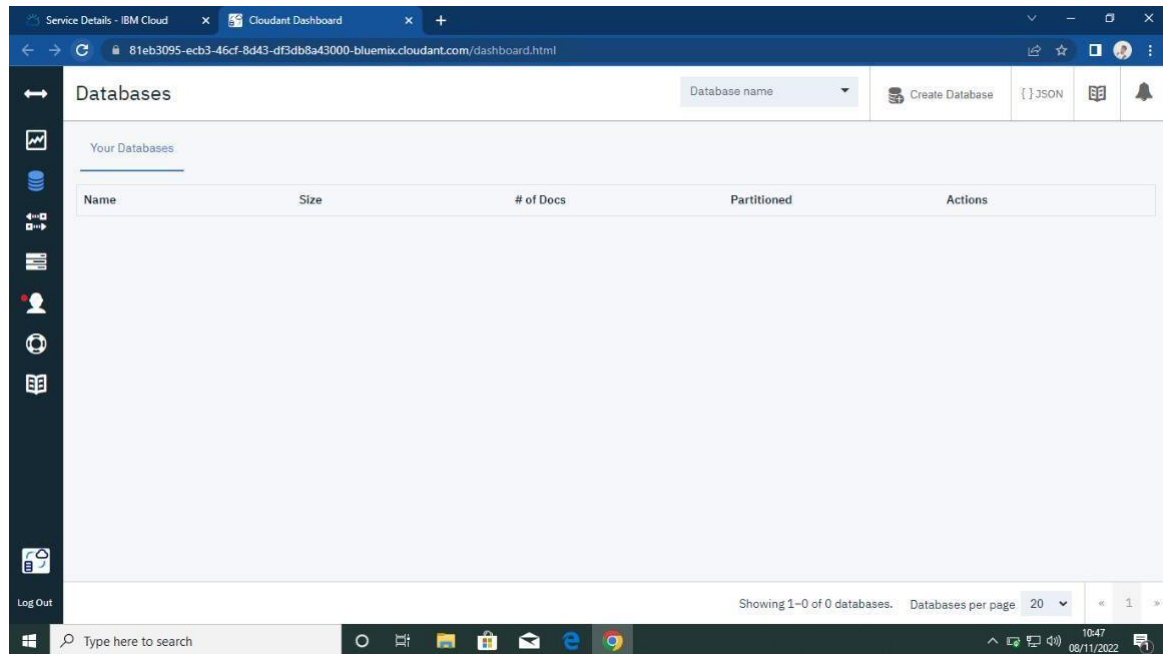 Service Details - IBM Cloud
Cloudant Dashboard
81eb3095-ecb3-46cf-8d43-df3db8a43000-bluemix.cloudant.com/dashboard.html
Databases
Database name
Create Database
{ } JSON
Your Databases
Name Size # of Docs Partitioned Actions
Log Out
Showing 1–0 of 0 databases. Databases per page 20 « 1 »
Type here to search
10:47
08/11/2022
1